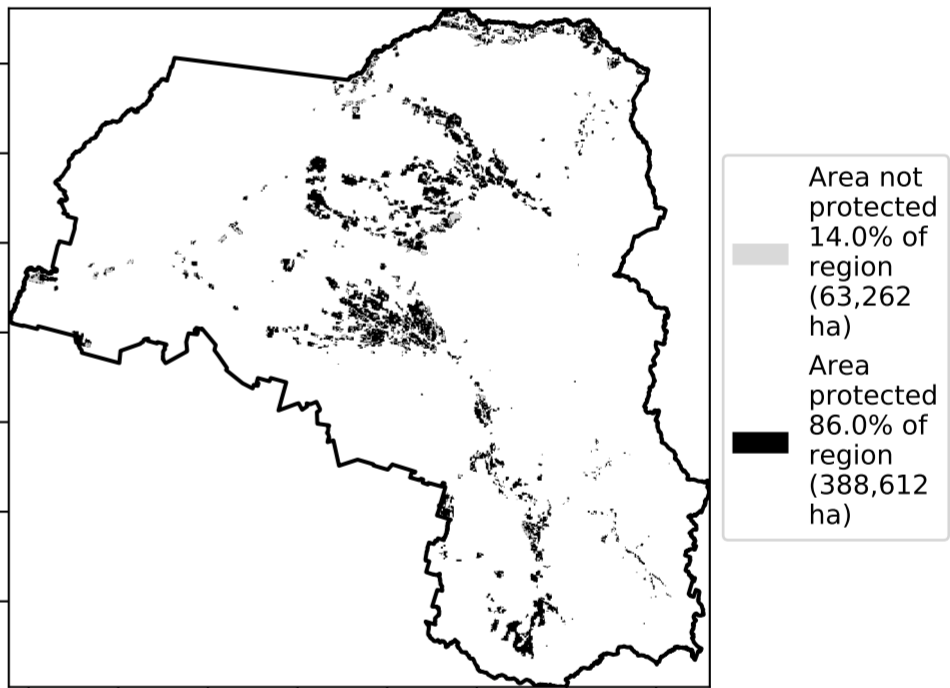 Area not
protected
14.0% of
region
(63,262
ha)
Area
protected
86.0% of
region
(388,612
ha)